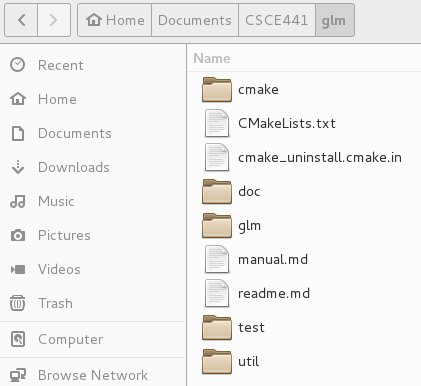 Home Documents CSCE441 glm
Recent
Home
Documents
Downloads
Music
Pictures
Videos
Trash
Computer
Browse Network
Name
cmake
CMakeLists.txt
cmake_uninstall.cmake.in
doc
glm
manual.md
readme.md
test
util